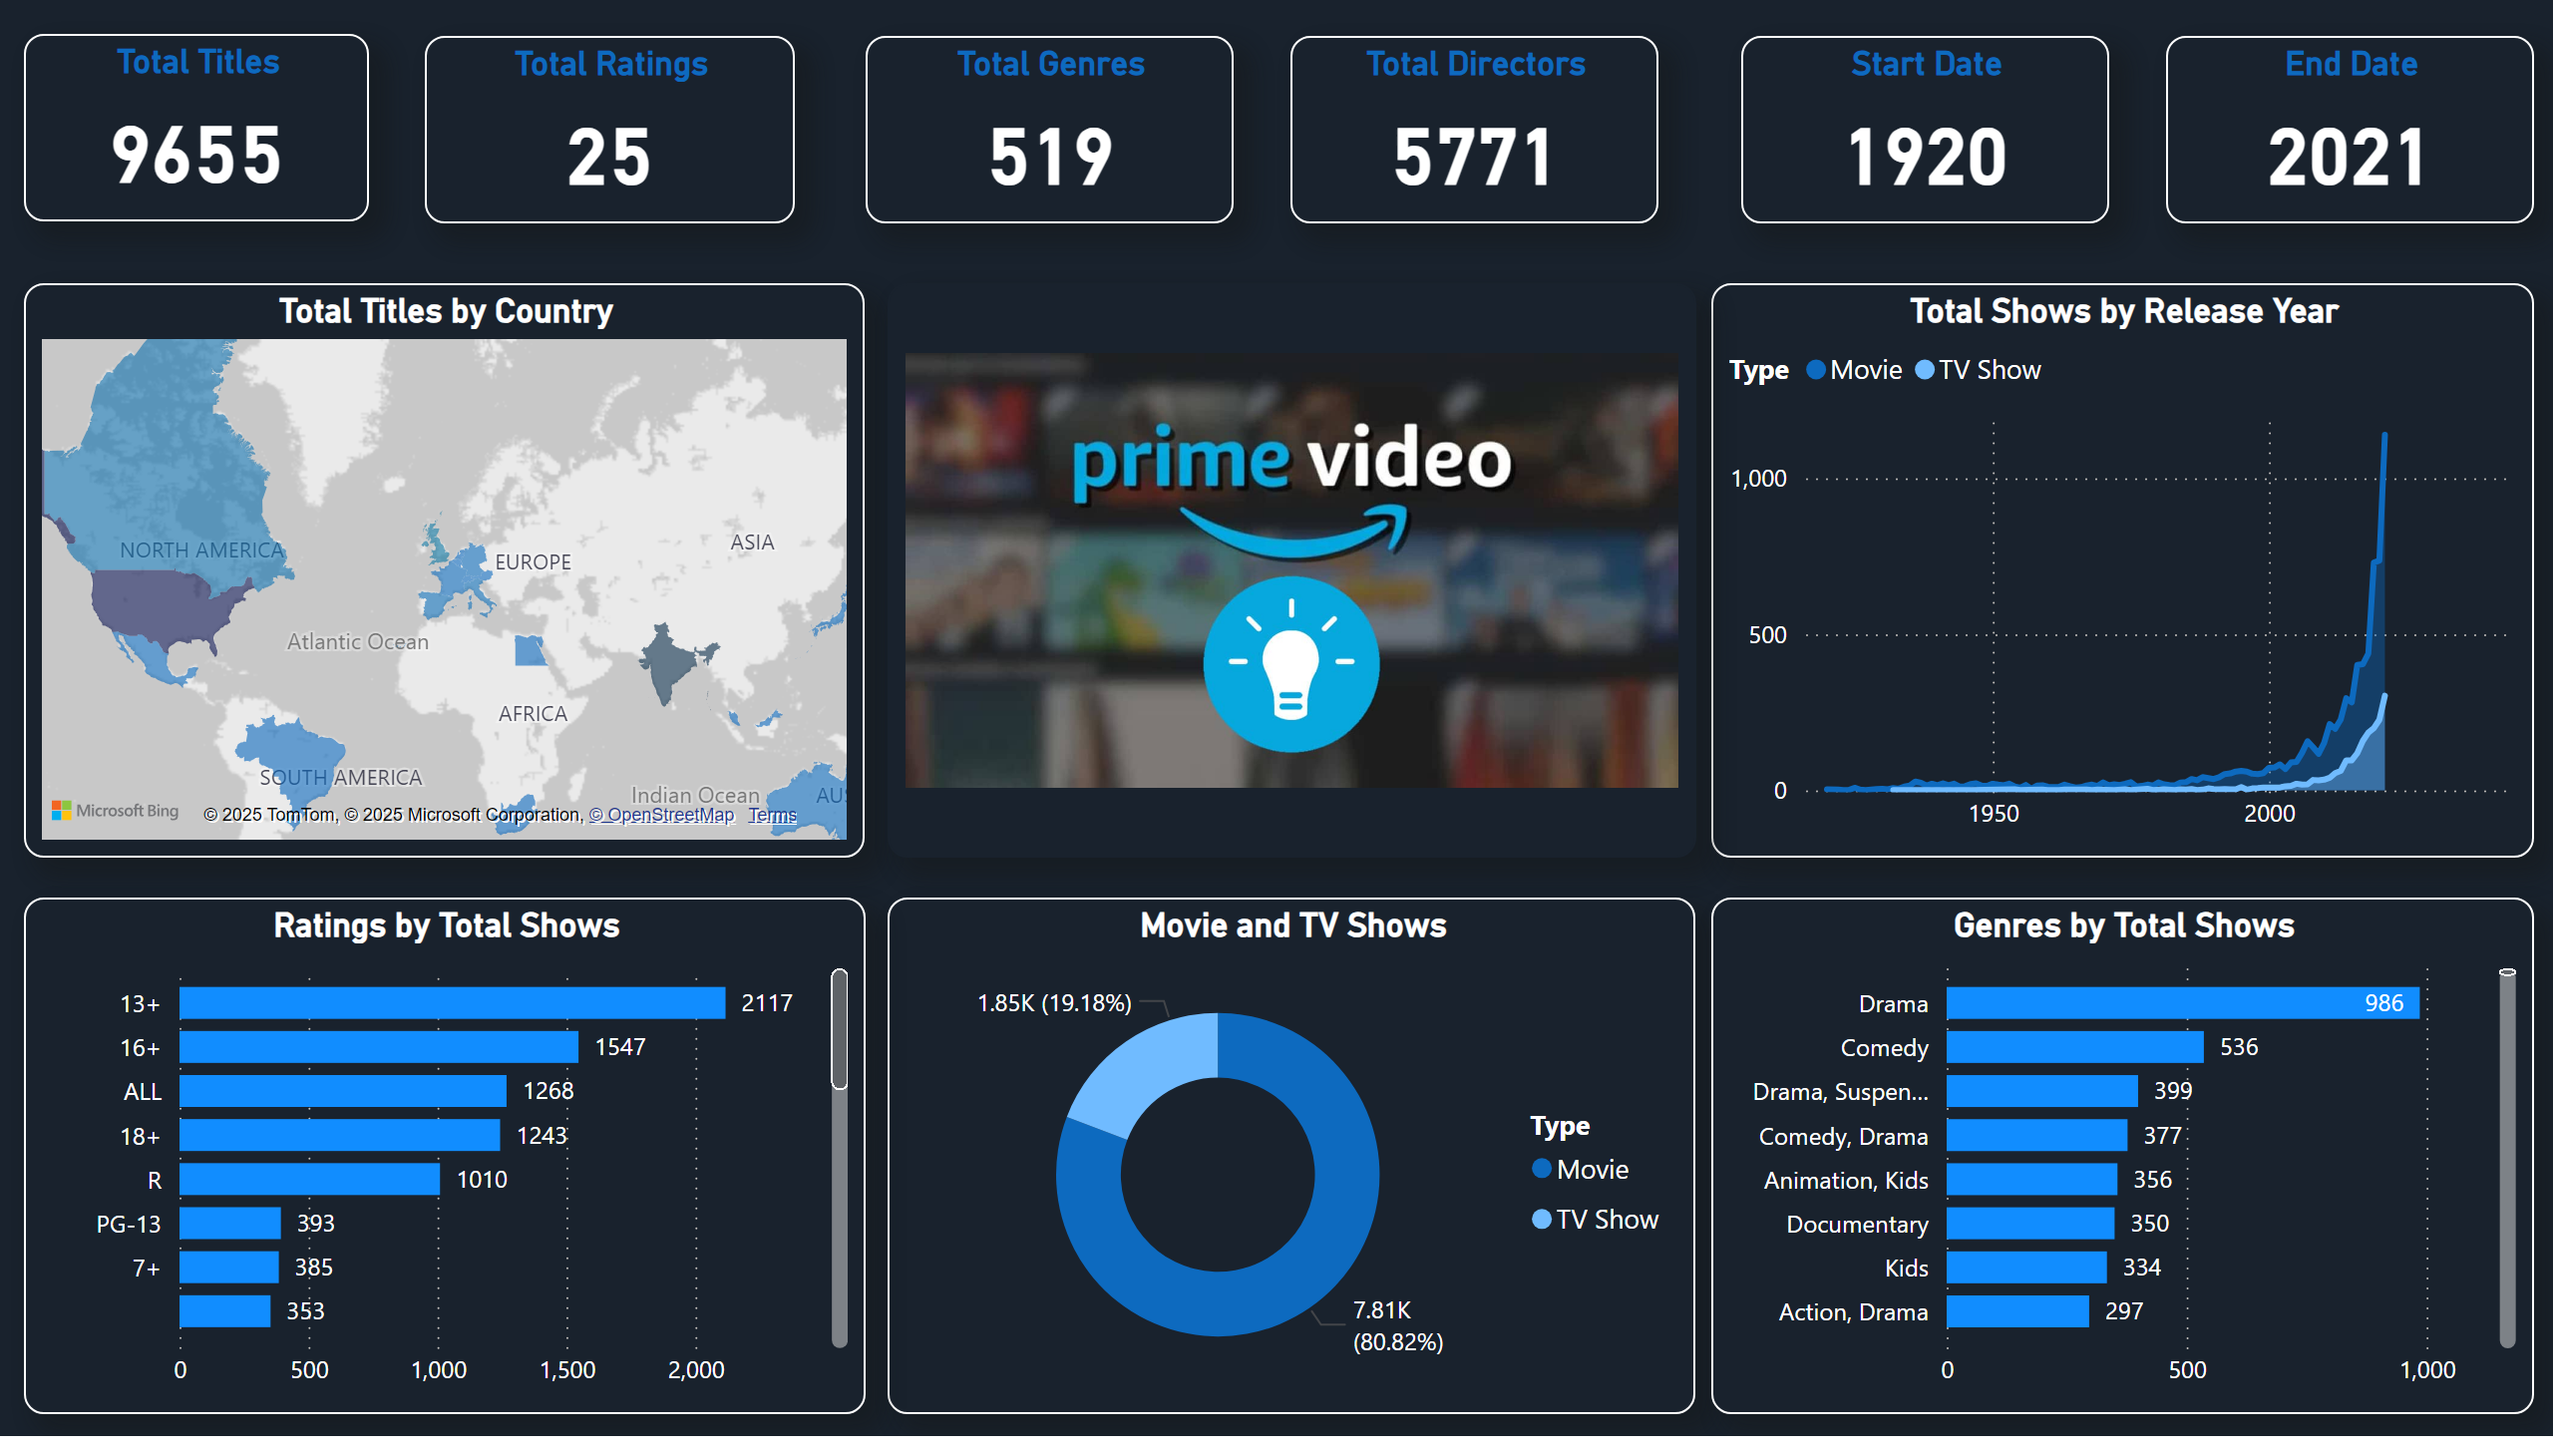 Total Titles
9655
Total Ratings
25
Total Genres
519
Total Directors
5771
Start Date
1920
End Date
2021
Total Titles by Country
NORTH AMERICA
EUROPE
ASIA
Atlantic Ocean
AFRICA
SOUTH AMERICA
Indian Ocean
AUS
Microsoft Bing
© 2025 TomTom, © 2025 Microsoft Corporation, © OpenStreetMap Terms
prime video
Total Shows by Release Year
Type Movie TV Show
1,000
500
0
1950 2000
Ratings by Total Shows
13+ 2117
16+ 1547
ALL 1268
18+ 1243
R 1010
PG-13 393
7+ 385
353
0 500 1,000 1,500 2,000
Movie and TV Shows
1.85K (19.18%)
7.81K
(80.82%)
Type
Movie
TV Show
Genres by Total Shows
Drama 986
Comedy 536
Drama, Suspen... 399
Comedy, Drama 377
Animation, Kids 356
Documentary 350
Kids 334
Action, Drama 297
0 500 1,000